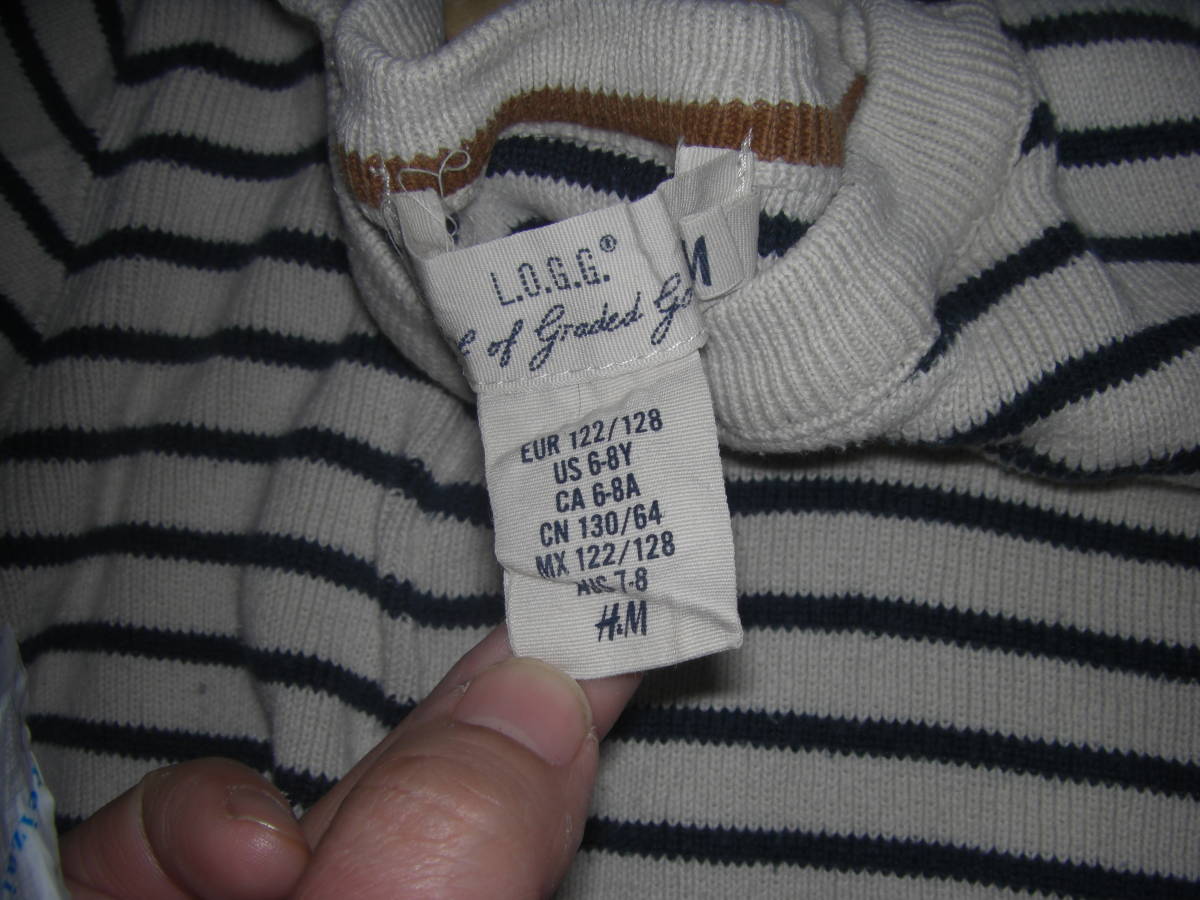 L.O.G.G.®
of Graded
M
EUR 122/128
US 6-8Y
CA 6-8A
CN 130/64
MX 122/128
AUS 7-8
H&M